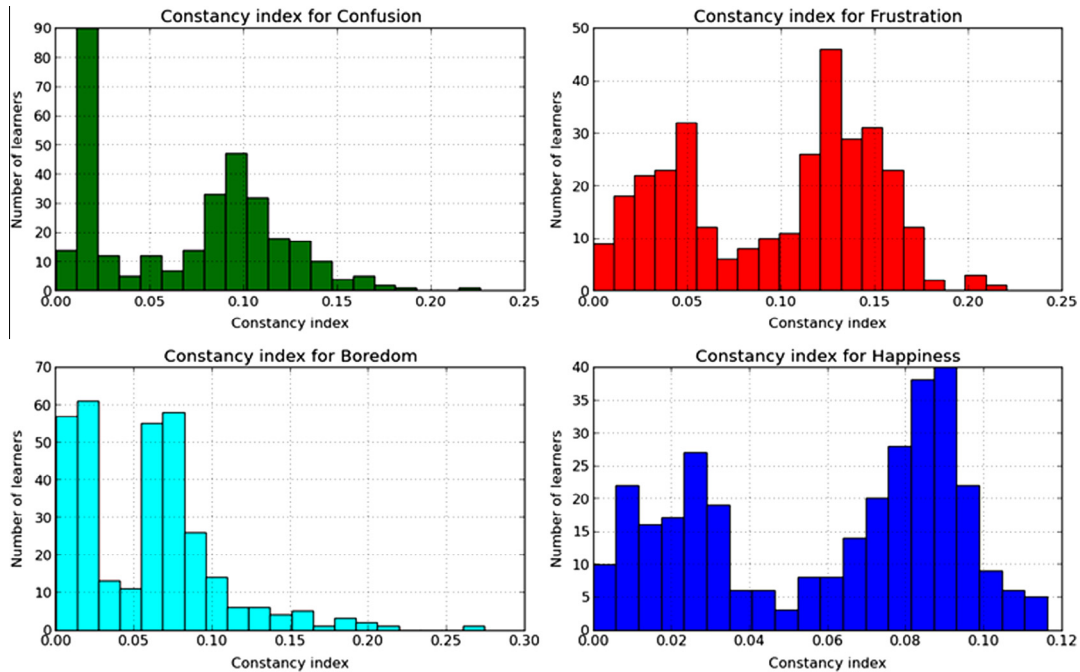 Constancy index for Confusion
Number of learners
90
80
70
60
50
40
30
20
10
0
0.00 0.05 0.10 0.15 0.20 0.25
Constancy index
Constancy index for Frustration
Number of learners
50
40
30
20
10
0
0.00 0.05 0.10 0.15 0.20 0.25
Constancy index
Constancy index for Boredom
Number of learners
70
60
50
40
30
20
10
0
0.00 0.05 0.10 0.15 0.20 0.25 0.30
Constancy index
Constancy index for Happiness
Number of learners
40
35
30
25
20
15
10
5
0
0.00 0.02 0.04 0.06 0.08 0.10 0.12
Constancy index